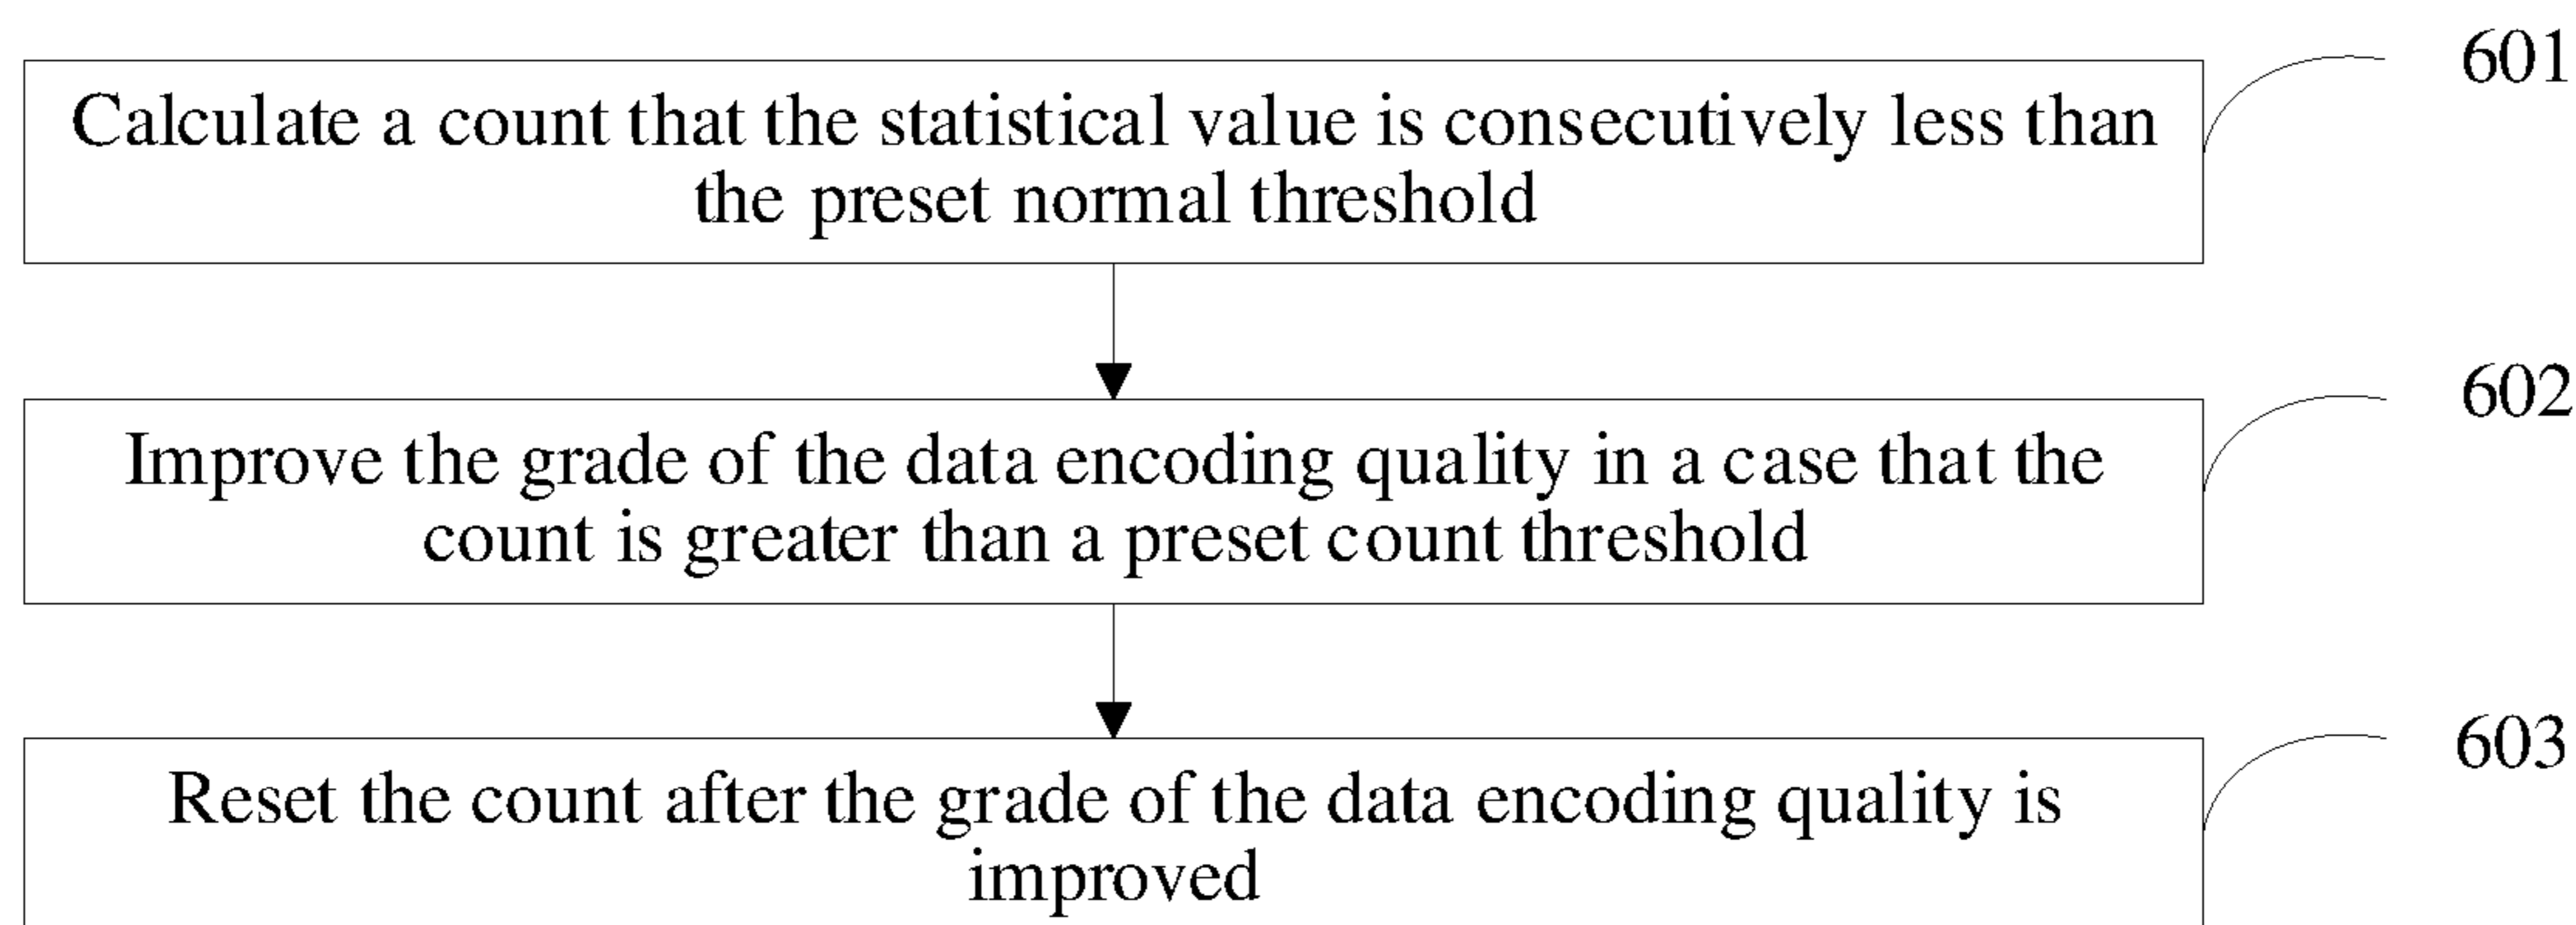 601
Calculate a count that the statistical value is consecutively less than
the preset normal threshold
602
Improve the grade of the data encoding quality in a case that the
count is greater than a preset count threshold
603
Reset the count after the grade of the data encoding quality is
improved